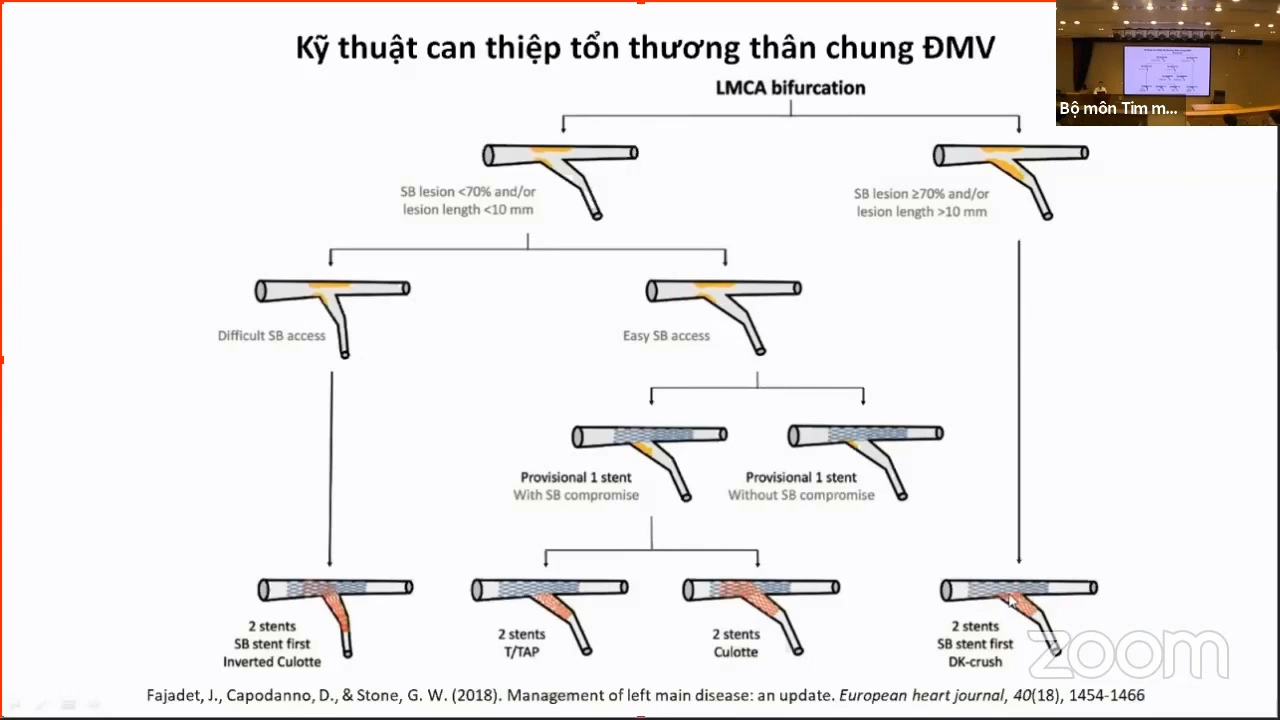 Kỹ thuật can thiệp tổn thương thân chung ĐMV
Bộ môn Tim m...
LMCA bifurcation
SB lesion <70% and/or
lesion length <10 mm
SB lesion ≥70% and/or
lesion length >10 mm
Difficult SB access
Easy SB access
Provisional 1 stent
With SB compromise
Provisional 1 stent
Without SB compromise
2 stents
SB stent first
Inverted Culotte
2 stents
T/TAP
2 stents
Culotte
2 stents
SB stent first
DK-crush
zoom
Fajadet, J., Capodanno, D., & Stone, G. W. (2018). Management of left main disease: an update. European heart journal, 40(18), 1454-1466